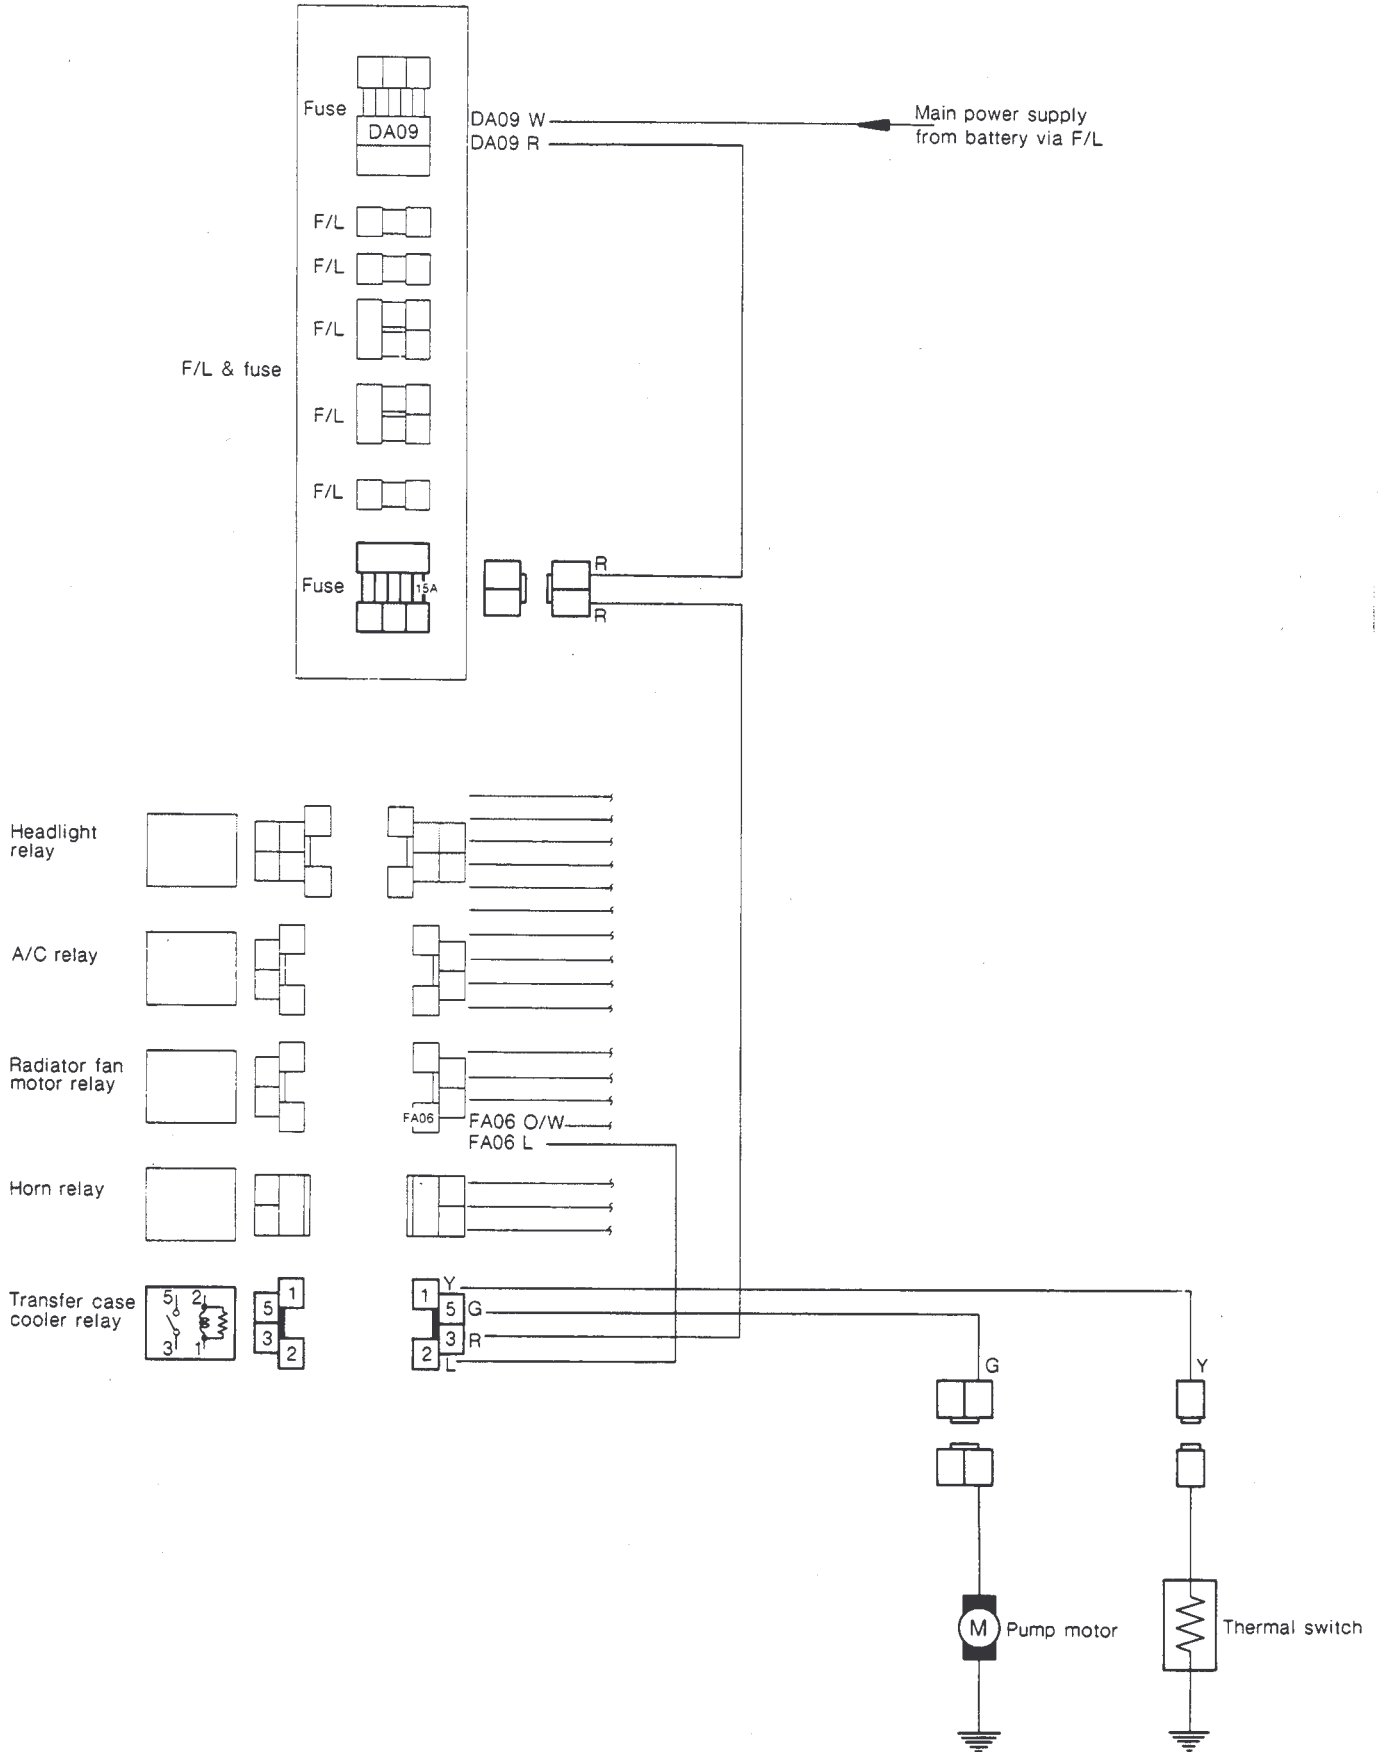 Fuse
DA09
DA09 W
DA09 R
Main power supply
from battery via F/L
F/L
F/L
F/L
F/L & fuse
F/L
F/L
Fuse
15A
R
R
Headlight
relay
A/C relay
Radiator fan
motor relay
FA06
FA06 O/W
FA06 L
Horn relay
Transfer case
cooler relay
5 2
3 1
1
5
3
2
1 Y
5 G
3 R
2 L
G
Y
M
Pump motor
Thermal switch